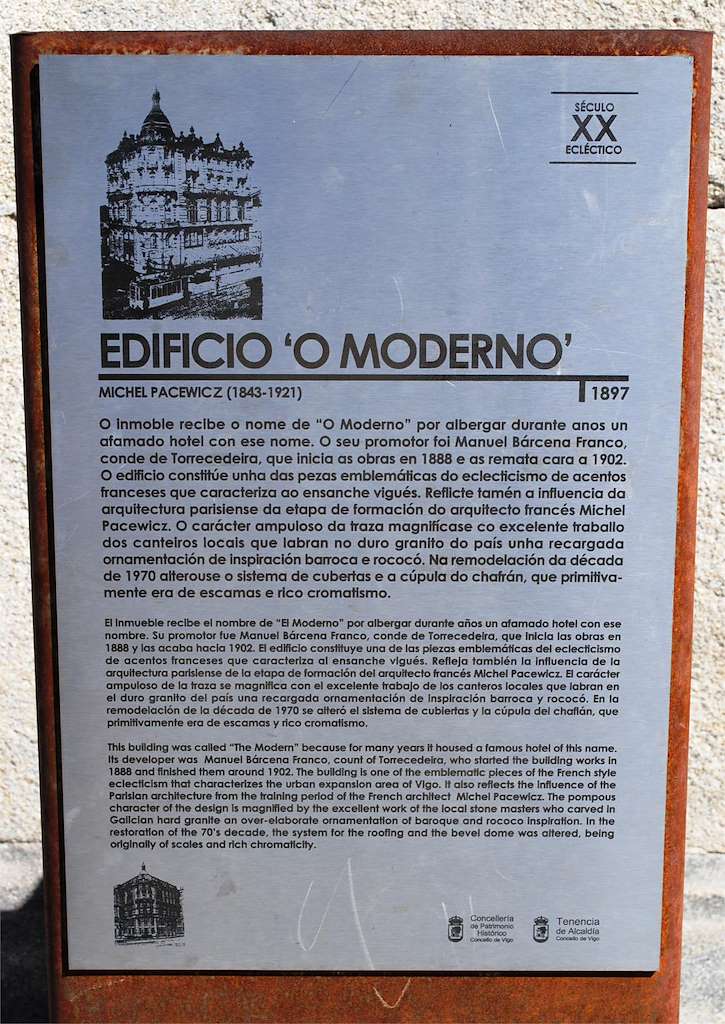 SÉCULO
XX
ECLÉCTICO
EDIFICIO ‘O MODERNO’
MICHEL PACEWICZ (1843-1921)
1897
O inmoble recibe o nome de “O Moderno” por albergar durante anos un
afamado hotel con ese nome. O seu promotor foi Manuel Bárcena Franco,
conde de Torrecedeira, que inicia as obras en 1888 e as remata cara a 1902.
O edificio constitúe unha das pezas emblemáticas do eclecticismo de acentos
franceses que caracteriza ao ensanche vigués. Reflicte tamén a influencia da
arquitectura parisiense da etapa de formación do arquitecto francés Michel
Pacewicz. O carácter ampuloso da traza magnifícase co excelente traballo
dos canteiros locais que labran no duro granito do país unha recargada
ornamentación de inspiración barroca e rococó. Na remodelación da década
de 1970 alterouse o sistema de cubertas e a cúpula do chafrán, que primitiva-
mente era de escamas e rico cromatismo.
El inmueble recibe el nombre de “El Moderno” por albergar durante años un afamado hotel con ese
nombre. Su promotor fue Manuel Bárcena Franco, conde de Torrecedeira, que inicia las obras en
1888 y las acaba hacia 1902. El edificio constituye una de las piezas emblemáticas del eclecticismo
de acentos franceses que caracteriza al ensanche vigués. Refleja también la influencia de la
arquitectura parisiense de la etapa de formación del arquitecto francés Michel Pacewicz. El carácter
ampuloso de la traza se magnifica con el excelente trabajo de los canteros locales que labran en
el duro granito del país una recargada ornamentación de inspiración barroca y rococó. En la
remodelación de la década de 1970 se alteró el sistema de cubiertas y la cúpula del chaflán, que
primitivamente era de escamas y rico cromatismo.
This building was called “The Modern” because for many years it housed a famous hotel of this name.
Its developer was Manuel Bárcena Franco, count of Torrecedeira, who started the building works in
1888 and finished them around 1902. The building is one of the emblematic pieces of the French style
eclecticism that characterizes the urban expansion area of Vigo. It also reflects the influence of the
Parisian architecture from the training period of the French architect Michel Pacewicz. The pompous
character of the design is magnified by the excellent work of the local stone masters who carved in
Galician hard granite an over-elaborate ornamentation of baroque and rococo inspiration. In the
restoration of the 70’s decade, the system for the roofing and the bevel dome was altered, being
originally of scales and rich chromaticity.
Concellería
de Patrimonio
Histórico
Concello de Vigo
Tenencia
de Alcaldía
Concello de Vigo